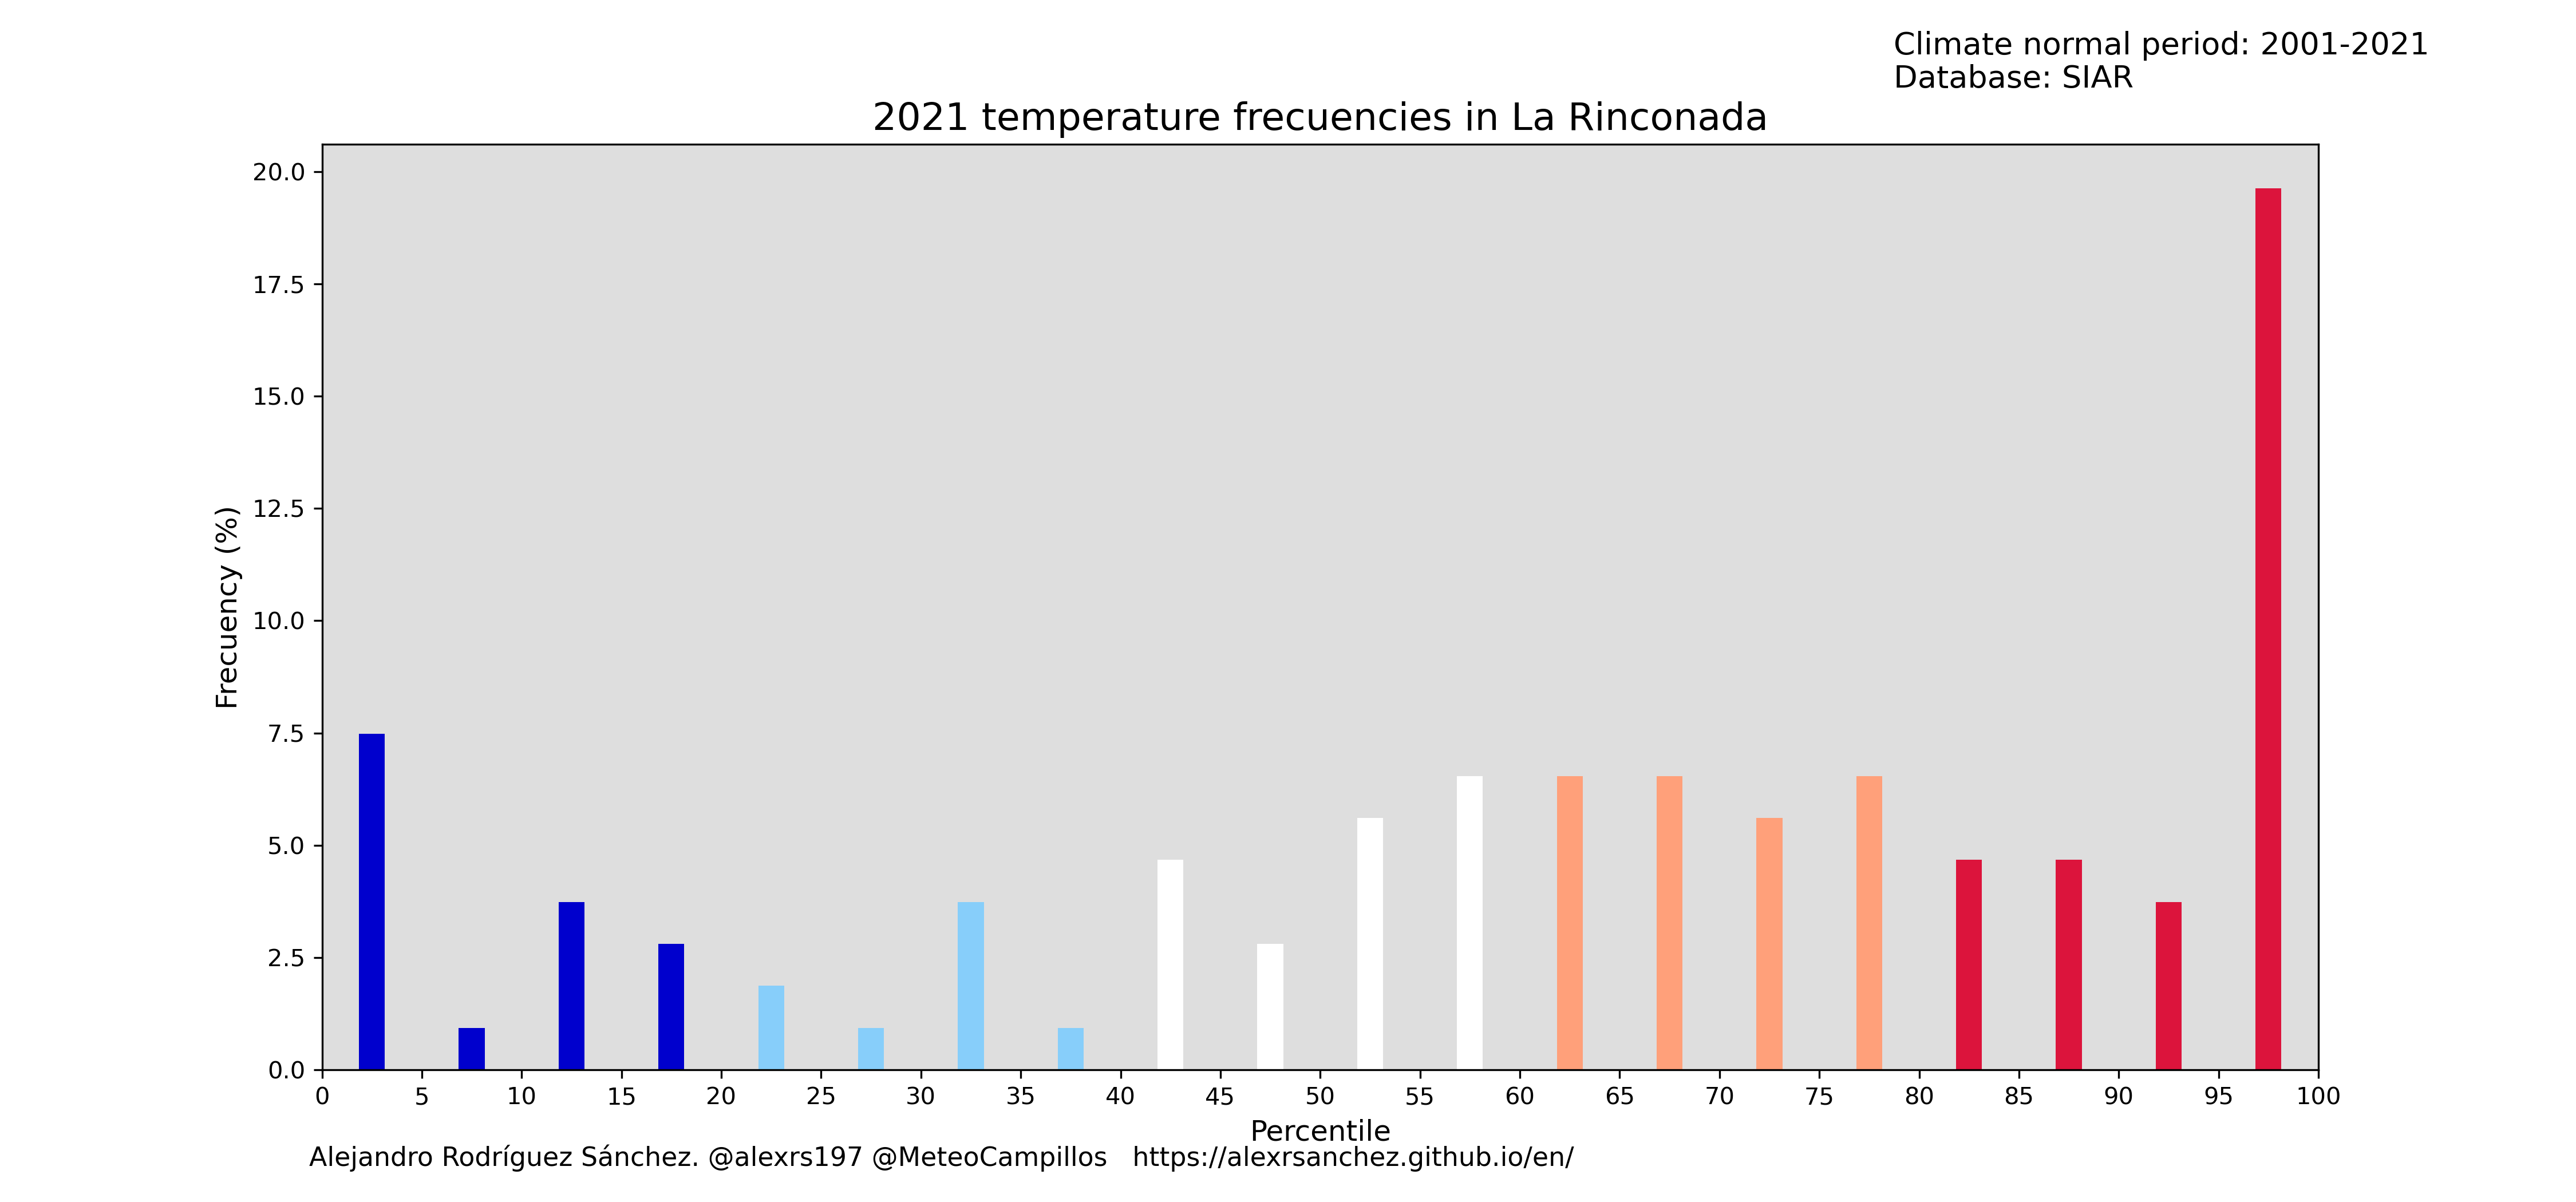 Climate normal period: 2001-2021
Database: SIAR
2021 temperature frecuencies in La Rinconada
20.0
17.5
15.0
12.5
10.0
7.5
5.0
2.5
0.0
Frecuency (%)
0 5 10 15 20 25 30 35 40 45 50 55 60 65 70 75 80 85 90 95 100
Percentile
Alejandro Rodríguez Sánchez. @alexrs197 @MeteoCampillos https://alexrsanchez.github.io/en/